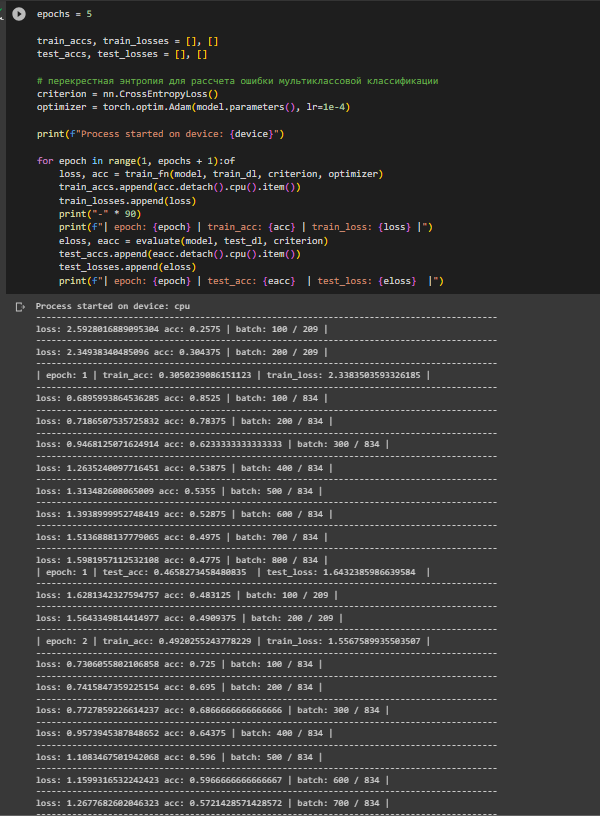 epochs = 5
train_accs, train_losses = [], []
test_accs, test_losses = [], []
# перекрестная энтропия для рассчета ошибки мультиклассовой классификации
criterion = nn.CrossEntropyLoss()
optimizer = torch.optim.Adam(model.parameters(), lr=1e-4)
print(f"Process started on device: {device}")
for epoch in range(1, epochs + 1):of
loss, acc = train_fn(model, train_dl, criterion, optimizer)
train_accs.append(acc.detach().cpu().item())
train_losses.append(loss)
print("-" * 90)
print(f"| epoch: {epoch} | train_acc: {acc} | train_loss: {loss} |")
eloss, eacc = evaluate(model, test_dl, criterion)
test_accs.append(eacc.detach().cpu().item())
test_losses.append(eloss)
print(f"| epoch: {epoch} | test_acc: {eacc}  | test_loss: {eloss}  |")
Process started on device: cpu
------------------------------------------------------------------------------------------
loss: 2.5928016889095304 acc: 0.2575 | batch: 100 / 209 |
------------------------------------------------------------------------------------------
loss: 2.34938340485096 acc: 0.304375 | batch: 200 / 209 |
------------------------------------------------------------------------------------------
| epoch: 1 | train_acc: 0.3050239086151123 | train_loss: 2.3383503593326185 |
------------------------------------------------------------------------------------------
loss: 0.6895993864536285 acc: 0.8525 | batch: 100 / 834 |
------------------------------------------------------------------------------------------
loss: 0.7186507535725832 acc: 0.78375 | batch: 200 / 834 |
------------------------------------------------------------------------------------------
loss: 0.9468125071624914 acc: 0.6233333333333333 | batch: 300 / 834 |
------------------------------------------------------------------------------------------
loss: 1.2635240097716451 acc: 0.53875 | batch: 400 / 834 |
------------------------------------------------------------------------------------------
loss: 1.313482608065009 acc: 0.5355 | batch: 500 / 834 |
------------------------------------------------------------------------------------------
loss: 1.3938999952748419 acc: 0.52875 | batch: 600 / 834 |
------------------------------------------------------------------------------------------
loss: 1.5136888137779065 acc: 0.4975 | batch: 700 / 834 |
------------------------------------------------------------------------------------------
loss: 1.5981957112532108 acc: 0.4775 | batch: 800 / 834 |
| epoch: 1 | test_acc: 0.4658273458480835  | test_loss: 1.6432385986639584  |
------------------------------------------------------------------------------------------
loss: 1.6281342327594757 acc: 0.483125 | batch: 100 / 209 |
------------------------------------------------------------------------------------------
loss: 1.5643349814414977 acc: 0.4909375 | batch: 200 / 209 |
------------------------------------------------------------------------------------------
| epoch: 2 | train_acc: 0.4920255243778229 | train_loss: 1.5567589935503507 |
------------------------------------------------------------------------------------------
loss: 0.7306055802106858 acc: 0.725 | batch: 100 / 834 |
------------------------------------------------------------------------------------------
loss: 0.7415847359225154 acc: 0.695 | batch: 200 / 834 |
------------------------------------------------------------------------------------------
loss: 0.7727859226614237 acc: 0.6866666666666666 | batch: 300 / 834 |
------------------------------------------------------------------------------------------
loss: 0.9573945387848652 acc: 0.64375 | batch: 400 / 834 |
------------------------------------------------------------------------------------------
loss: 1.1083467501942068 acc: 0.596 | batch: 500 / 834 |
------------------------------------------------------------------------------------------
loss: 1.1599316532242423 acc: 0.5966666666666667 | batch: 600 / 834 |
------------------------------------------------------------------------------------------
loss: 1.2677682602046323 acc: 0.5721428571428572 | batch: 700 / 834 |
------------------------------------------------------------------------------------------